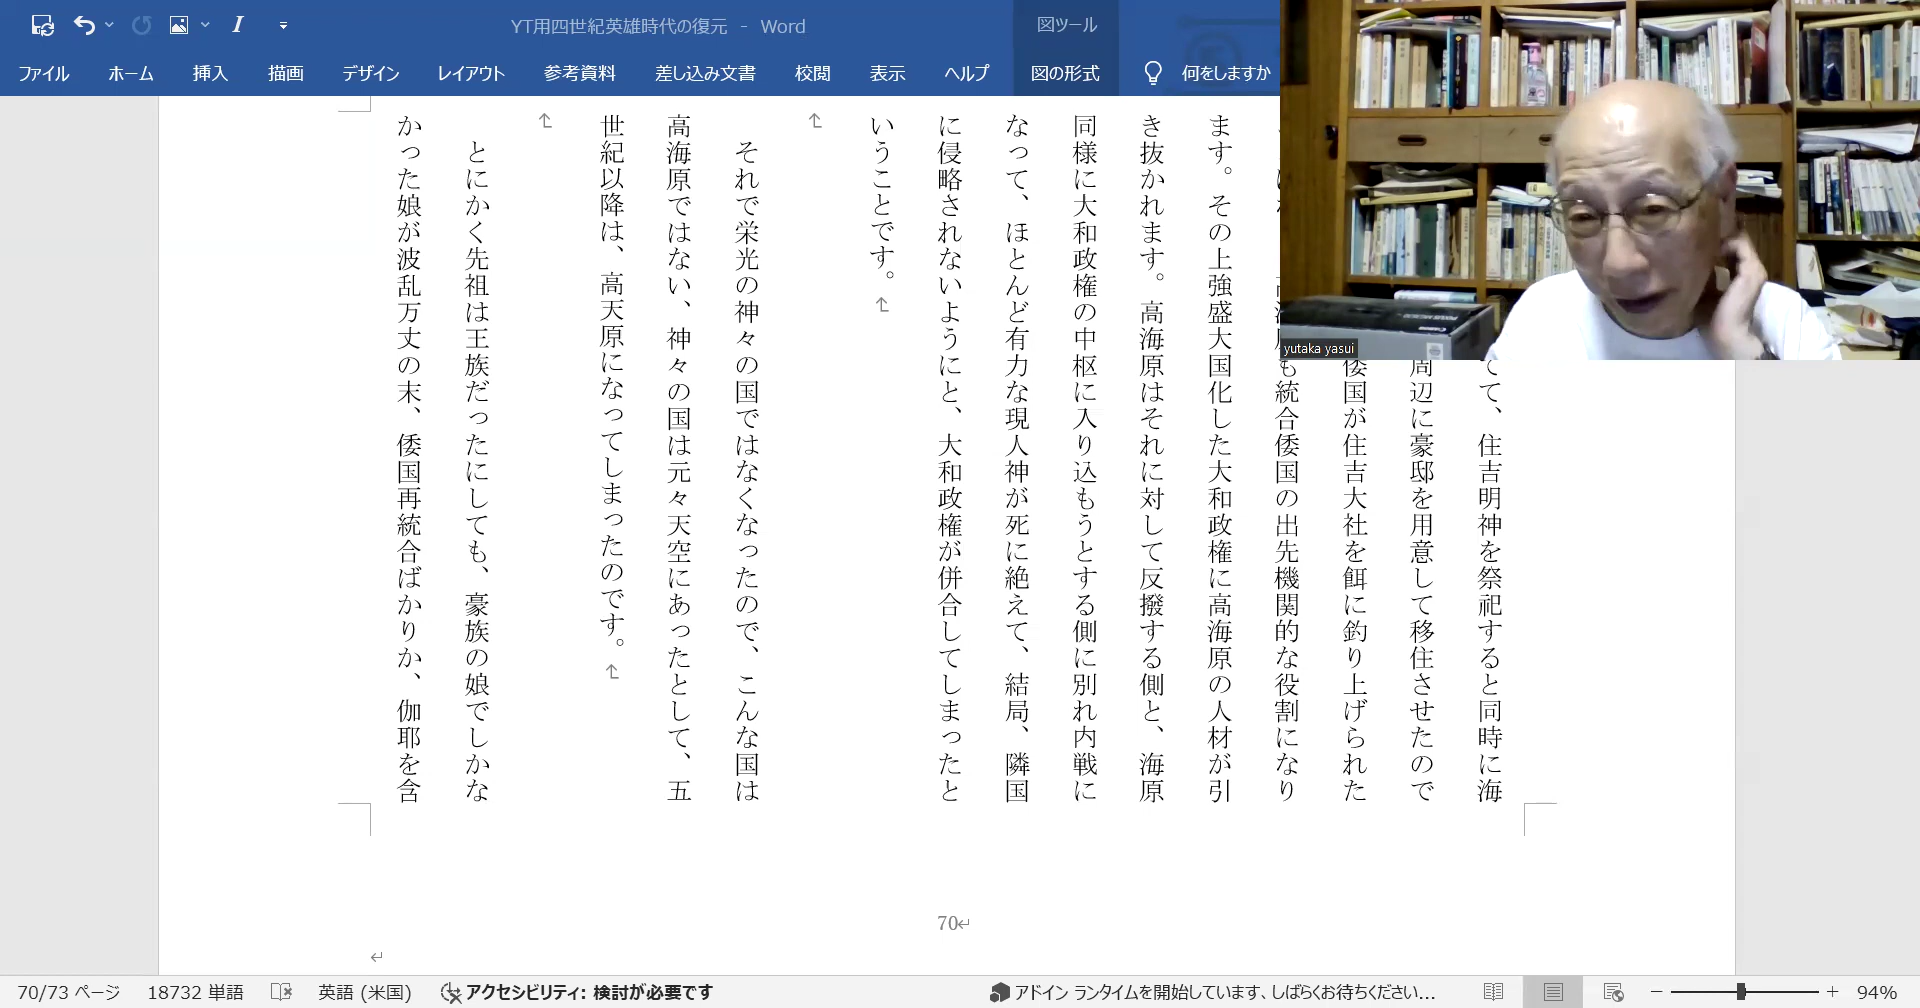 YT用四世紀英雄時代の復元 - Word
図ツール
ファイル
ホーム
挿入
描画
デザイン
レイアウト
参考資料
差し込み文書
校閲
表示
ヘルプ
図の形式
何をしますか
yutaka yasui
てて、住吉明神を祭祀すると同時に海
周辺に豪邸を用意して移住させたので
倭国が住吉大社を餌に釣り上げられた
も統合倭国の出先機関的な役割になり
ます。その上強盛大国化した大和政権に高海原の人材が引
き抜かれます。高海原はそれに対して反撥する側と、海原
同様に大和政権の中枢に入り込もうとする側に別れ内戦に
なって、ほとんど有力な現人神が死に絶えて、結局、隣国
に侵略されないようにと、大和政権が併合してしまったと
いうことです。
それで栄光の神々の国ではなくなったので、こんな国は
高海原ではない、神々の国は元々天空にあったとして、五
世紀以降は、高天原になってしまったのです。
とにかく先祖は王族だったにしても、豪族の娘でしかな
かった娘が波乱万丈の末、倭国再統合ばかりか、伽耶を含
70
70/73 ページ
18732 単語
英語 (米国)
アクセシビリティ: 検討が必要です
アドイン ランタイムを開始しています、しばらくお待ちください...
94%